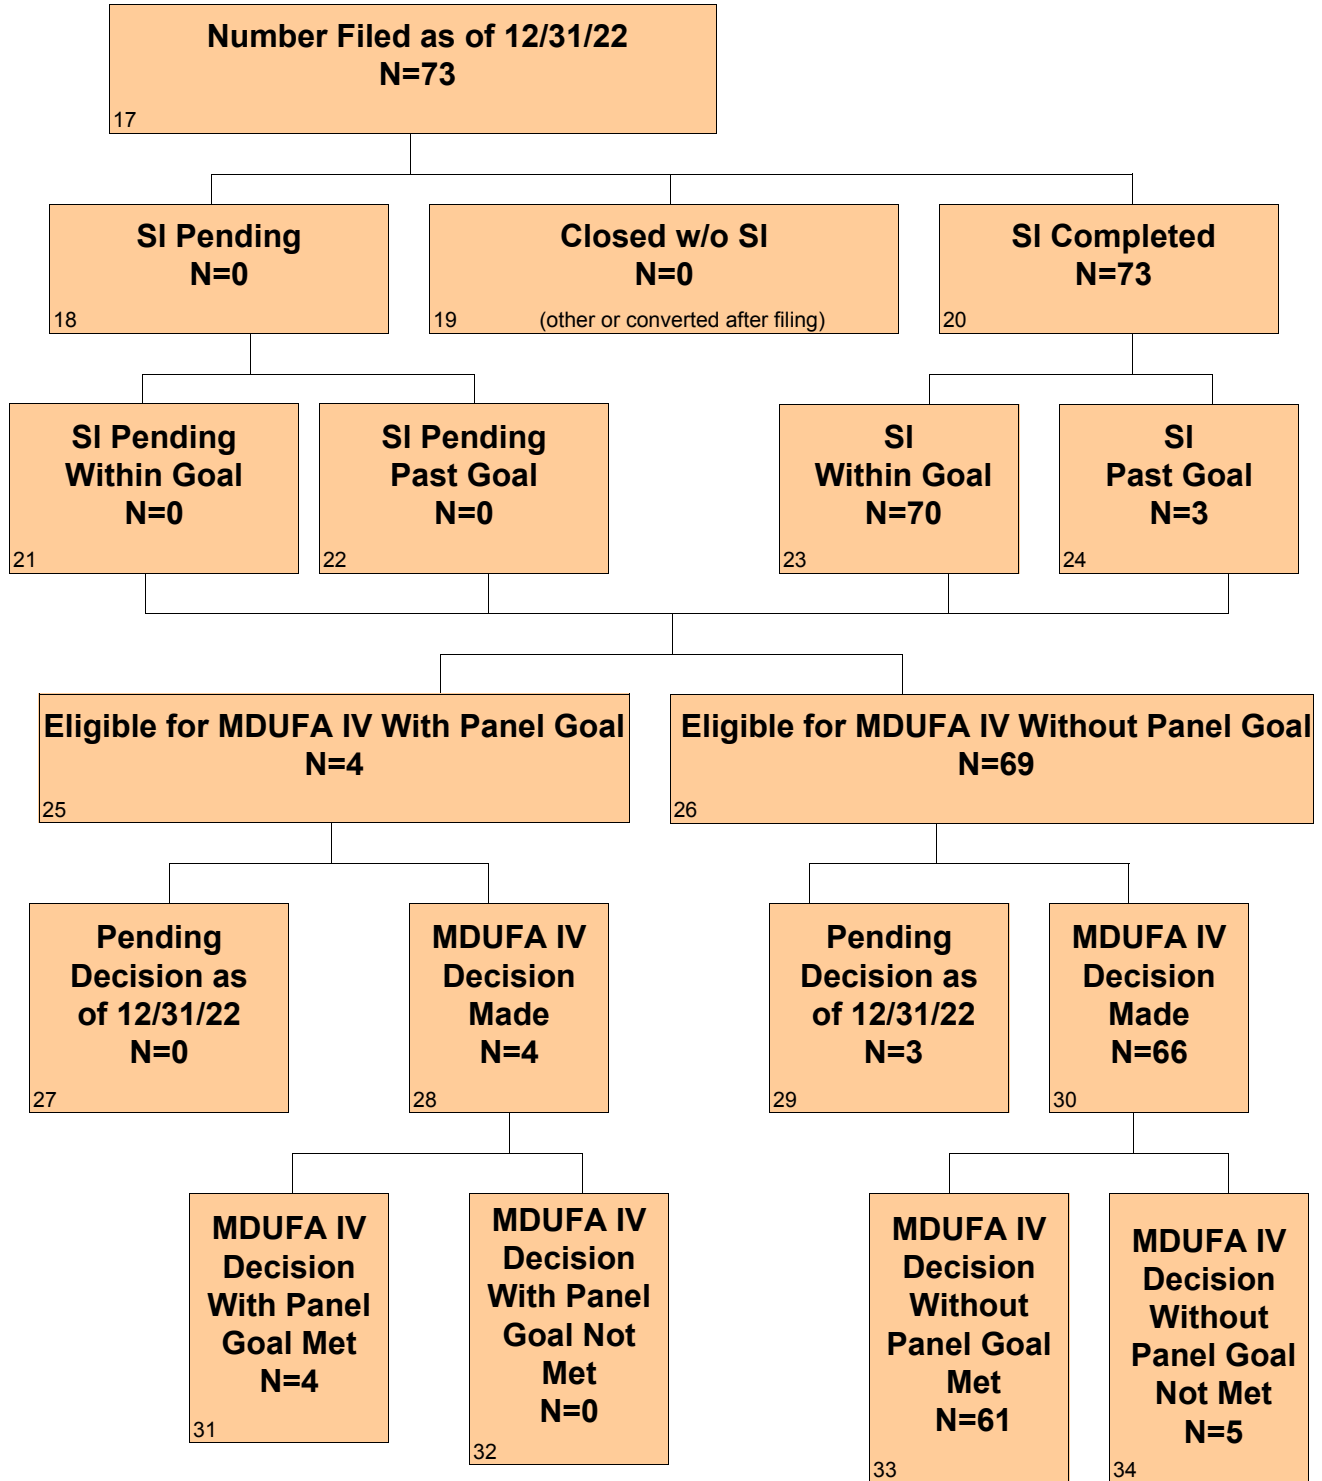 Number Filed as of 12/31/22
N=73
17
SI Pending
N=0
18
Closed w/o SI
N=0
19 (other or converted after filing)
SI Completed
N=73
20
SI Pending
Within Goal
N=0
21
SI Pending
Past Goal
N=0
22
SI
Within Goal
N=70
23
SI
Past Goal
N=3
24
Eligible for MDUFA IV With Panel Goal
N=4
25
Eligible for MDUFA IV Without Panel Goal
N=69
26
Pending
Decision as
of 12/31/22
N=0
27
MDUFA IV
Decision
Made
N=4
28
Pending
Decision as
of 12/31/22
N=3
29
MDUFA IV
Decision
Made
N=66
30
MDUFA IV
Decision
With Panel
Goal Met
N=4
31
MDUFA IV
Decision
With Panel
Goal Not
Met
N=0
32
MDUFA IV
Decision
Without
Panel Goal
Met
N=61
33
MDUFA IV
Decision
Without
Panel Goal
Not Met
N=5
34